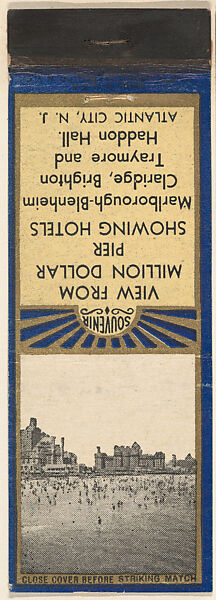 VIEW FROM
MILLION DOLLAR
PIER
SHOWING HOTELS
Marlborough-Blenheim
Claridge, Brighton
Traymore and
Haddon Hall.
ATLANTIC CITY, N. J.
SOUVENIR
CLOSE COVER BEFORE STRIKING MATCH